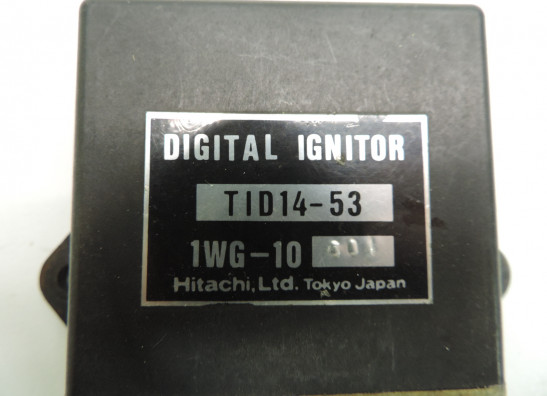 DIGITAL IGNITOR
TID14-53
1WG-10
Hitachi, Ltd. Tokyo Japan